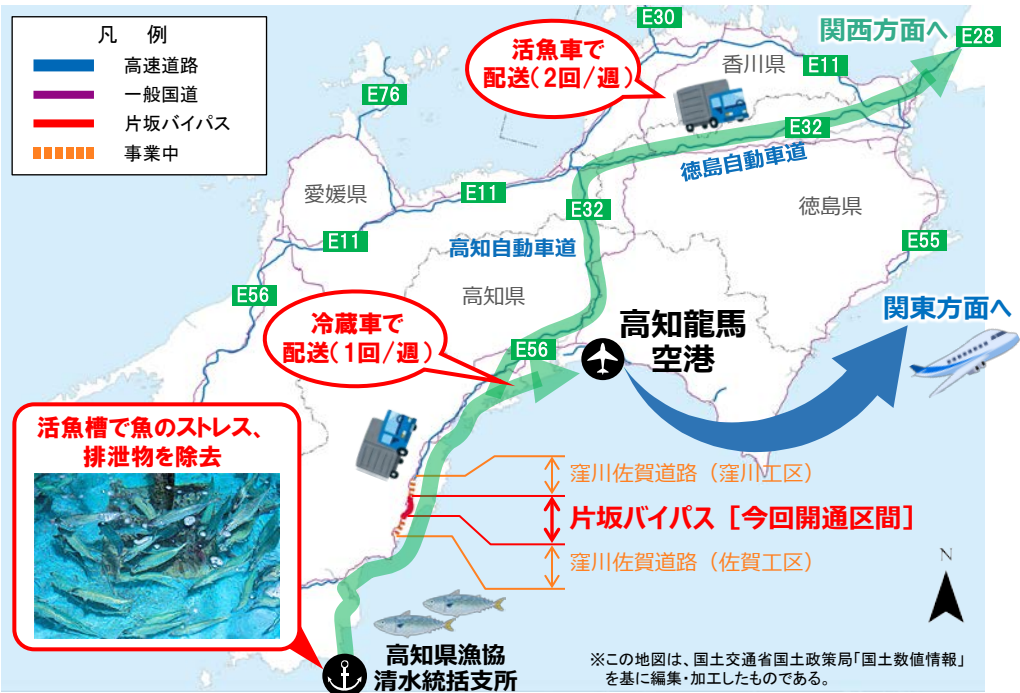 凡 例
高速道路
一般国道
片坂バイパス
事業中
活魚車で
配送(2回/週)
E30
関西方面へ
E28
香川県
E11
E76
E32
徳島自動車道
愛媛県
E11
E32
徳島県
E11
高知自動車道
E55
E56
高知県
関東方面へ
冷蔵車で
配送(1回/週)
E56
高知龍馬
空港
活魚槽で魚のストレス、
排泄物を除去
窪川佐賀道路(窪川工区)
片坂バイパス[今回開通区間]
窪川佐賀道路(佐賀工区)
N
高知県漁協
清水統括支所
※この地図は、国土交通省国土政策局「国土数値情報」
を基に編集・加工したものである。